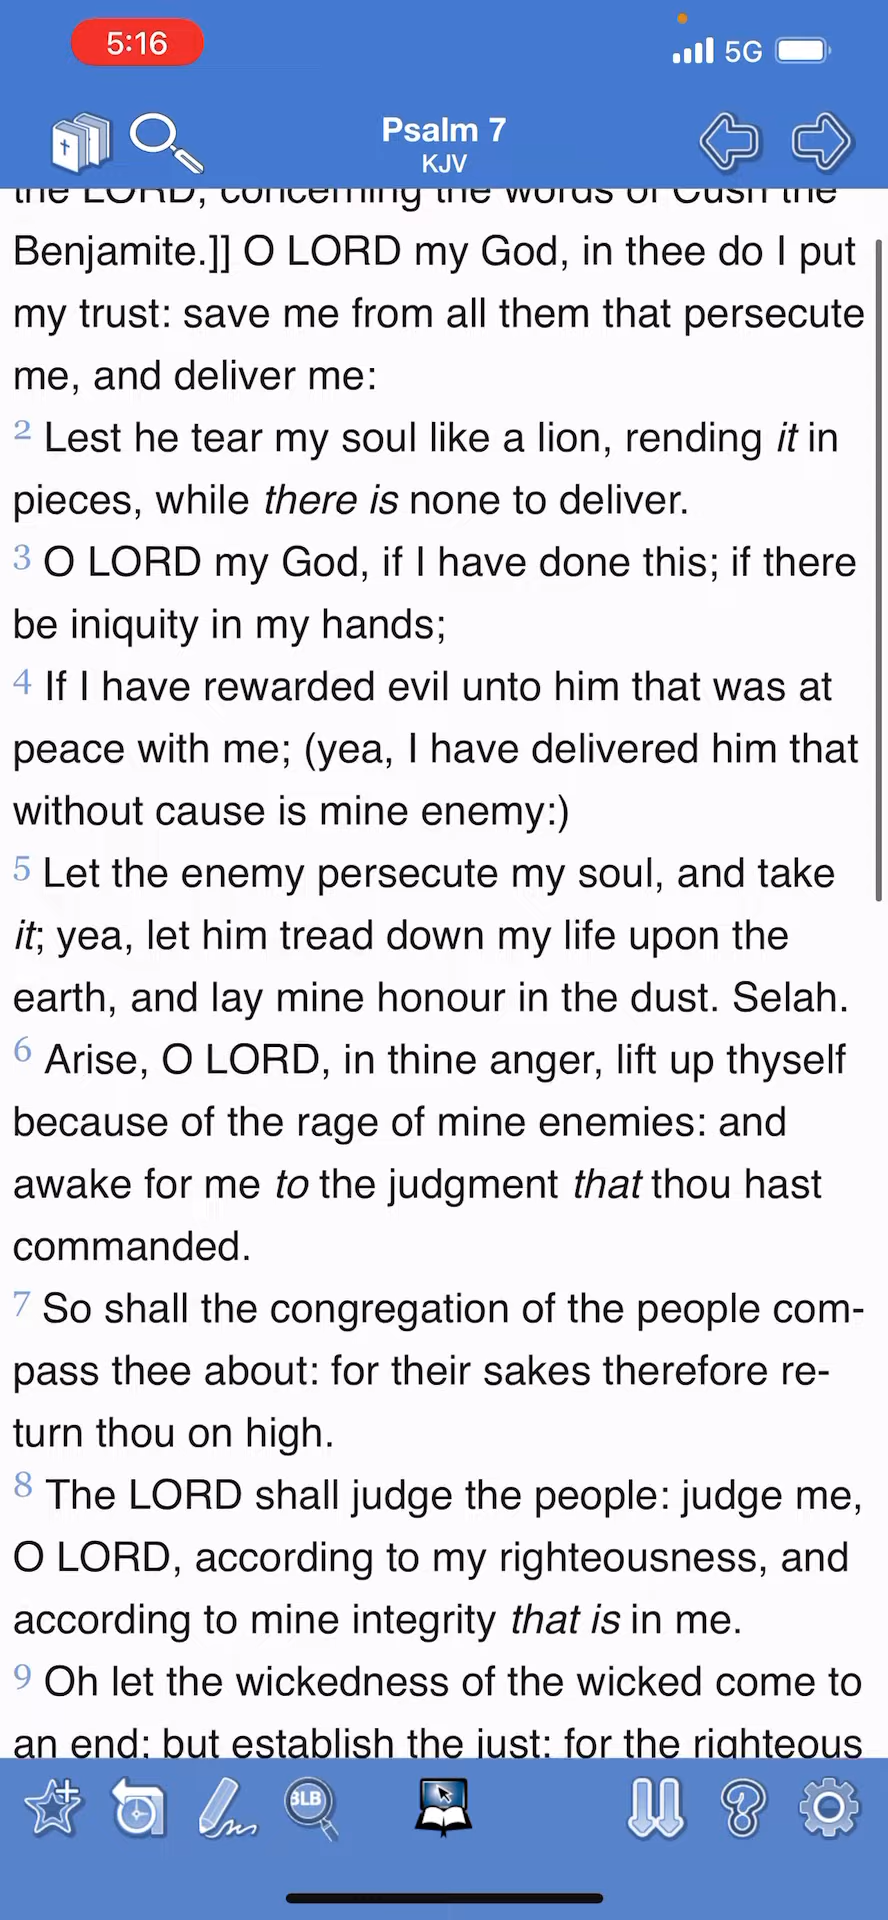 5:16
5G
Psalm 7
KJV
the LORD, concerning the words of Cush the
Benjamite.]] O LORD my God, in thee do I put
my trust: save me from all them that persecute
me, and deliver me:
2 Lest he tear my soul like a lion, rending it in
pieces, while there is none to deliver.
3 O LORD my God, if I have done this; if there
be iniquity in my hands;
4 If I have rewarded evil unto him that was at
peace with me; (yea, I have delivered him that
without cause is mine enemy:)
5 Let the enemy persecute my soul, and take
it; yea, let him tread down my life upon the
earth, and lay mine honour in the dust. Selah.
6 Arise, O LORD, in thine anger, lift up thyself
because of the rage of mine enemies: and
awake for me to the judgment that thou hast
commanded.
7 So shall the congregation of the people com-
pass thee about: for their sakes therefore re-
turn thou on high.
8 The LORD shall judge the people: judge me,
O LORD, according to my righteousness, and
according to mine integrity that is in me.
9 Oh let the wickedness of the wicked come to
an end; but establish the just: for the righteous
BLB